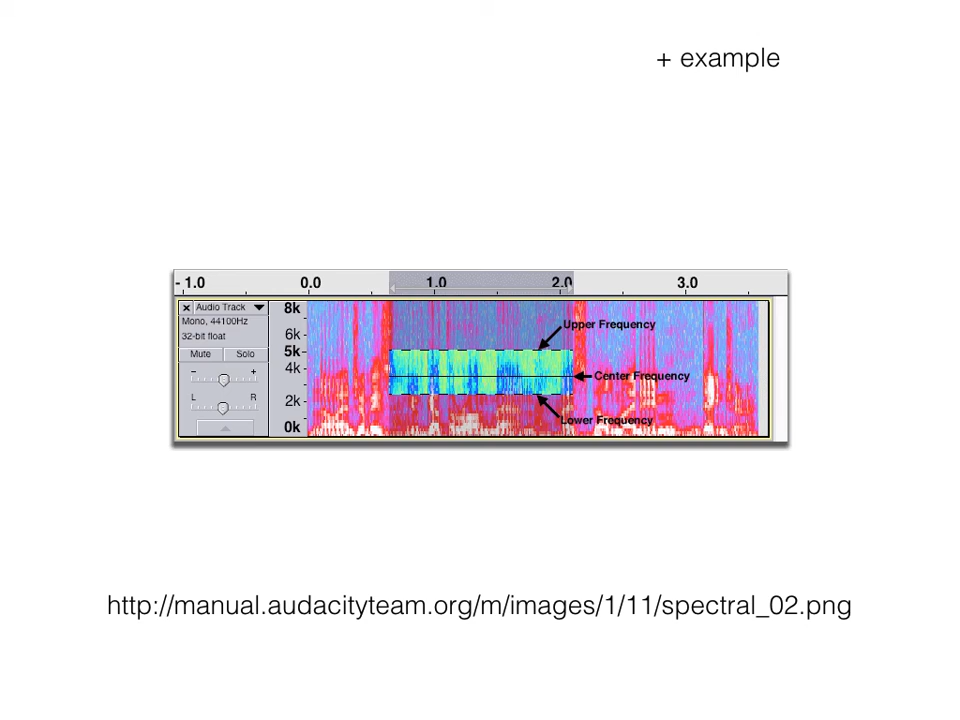 + example
- 1.0 0.0 1.0 2.0 3.0
Audio Track
Mono, 44100Hz
32-bit float
Mute Solo
- +
L R
8k
6k
5k
4k
2k
0k
Upper Frequency
Center Frequency
Lower Frequency
http://manual.audacityteam.org/m/images/1/11/spectral_02.png